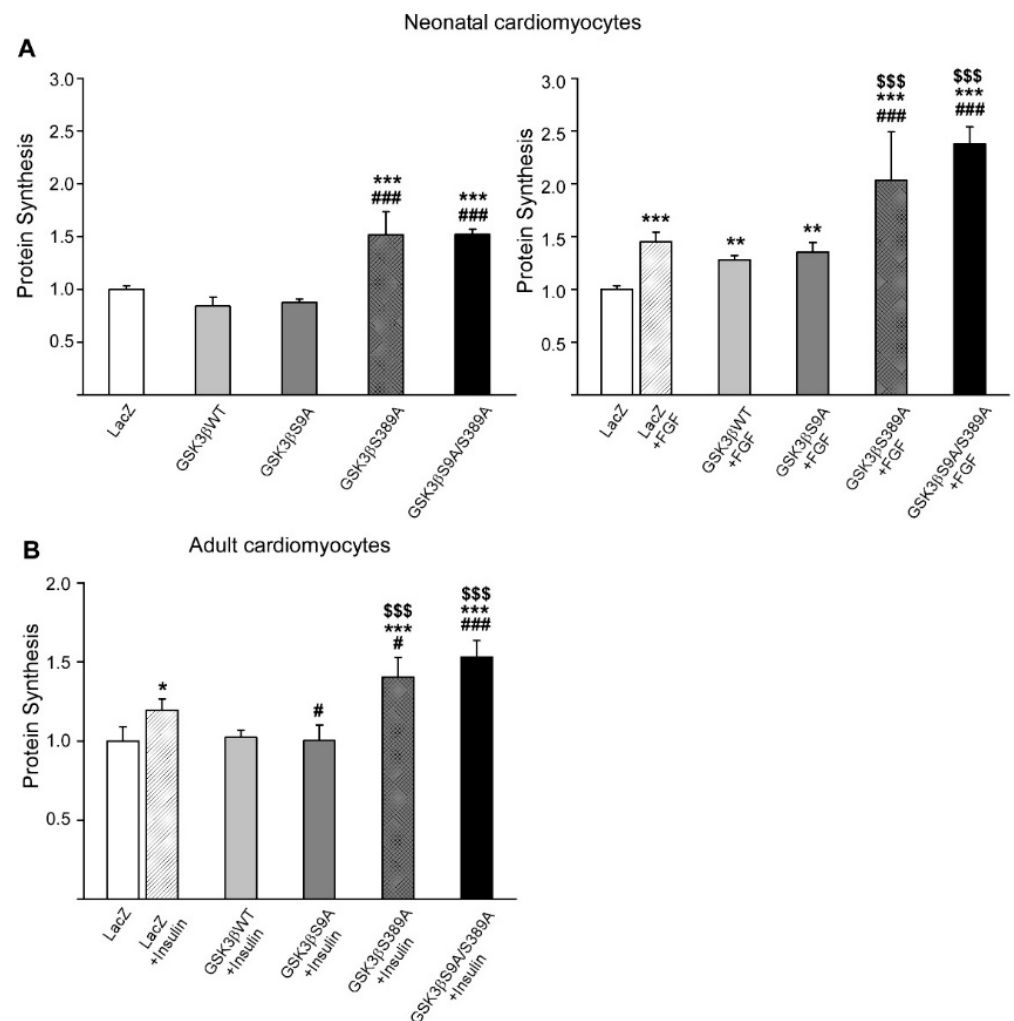 Neonatal cardiomyocytes
A
Protein Synthesis
3.0
2.5
2.0
1.5
1.0
0.5
***
###
***
###
LacZ
GSK3βWT
GSK3βS9A
GSK3βS389A
GSK3βS9A/S389A
Protein Synthesis
3.0
2.5
2.0
1.5
1.0
0.5
***
**
**
$$$
***
###
$$$
***
###
LacZ
LacZ
+FGF
GSK3βWT
+FGF
GSK3βS9A
+FGF
GSK3βS389A
+FGF
GSK3βS9A/S389A
+FGF
B
Adult cardiomyocytes
Protein Synthesis
2.0
1.5
1.0
0.5
*
#
$$$
***
#
$$$
***
###
LacZ
LacZ
+Insulin
GSK3βWT
+Insulin
GSK3βS9A
+Insulin
GSK3βS389A
+Insulin
GSK3βS9A/S389A
+Insulin